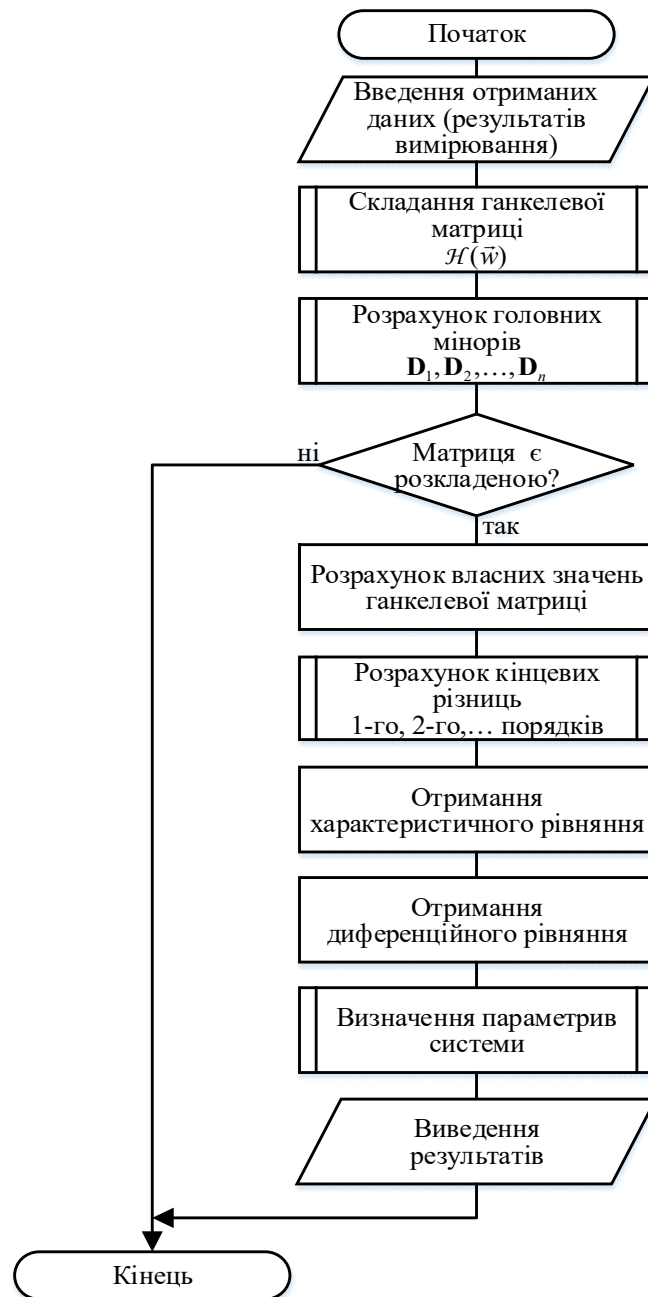 Початок
Введення отриманих
даних (результатів
вимірювання)
Складання ганкелевої
матриці
ℋ(w⃗)
Розрахунок головних
мінорів
D₁, D₂,…, Dₙ
ні
Матриця є
розкладеною?
так
Розрахунок власних значень
ганкелевої матриці
Розрахунок кінцевих
різниць
1-го, 2-го,… порядків
Отримання
характеристичного рівняння
Отримання
диференційного рівняння
Визначення параметрив
системи
Виведення
результатів
Кінець